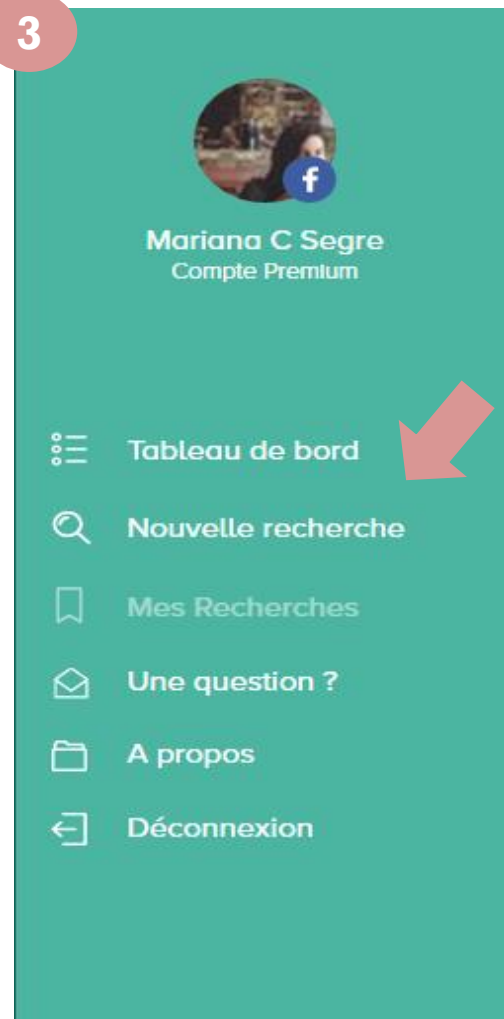 3
f
Mariana C Segre
Compte Premium
Tableau de bord
Nouvelle recherche
Mes Recherches
Une question ?
A propos
Déconnexion